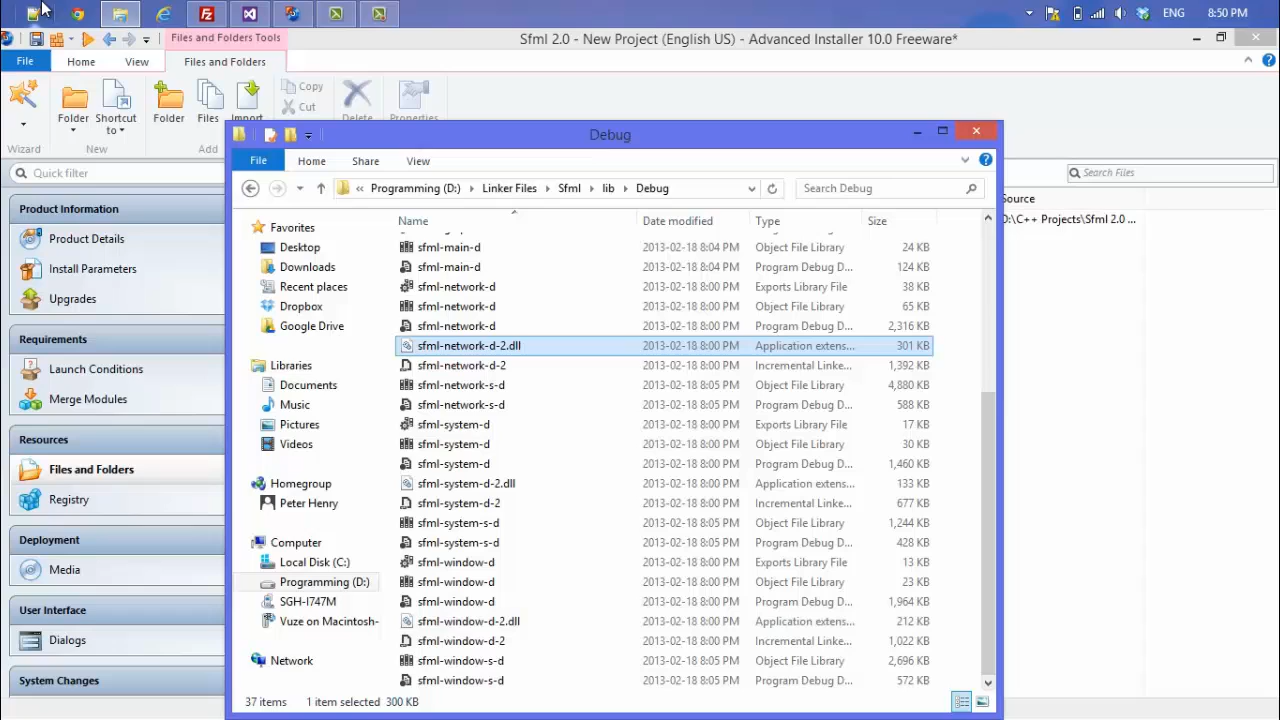 ENG 8:50 PM
Files and Folders Tools
Sfml 2.0 - New Project (English US) - Advanced Installer 10.0 Freeware*
File Home View Files and Folders
Folder Shortcut to Folder Files Import Copy Cut Delete Properties
Wizard New Add
Quick filter
Search Files
Product Information
Product Details
Install Parameters
Upgrades
Requirements
Launch Conditions
Merge Modules
Resources
Files and Folders
Registry
Deployment
Media
User Interface
Dialogs
System Changes
Source
D:\C++ Projects\Sfml 2.0 ...
Debug
File Home Share View
« Programming (D:) Linker Files Sfml lib Debug
Search Debug
Favorites
Desktop
Downloads
Recent places
Dropbox
Google Drive
Libraries
Documents
Music
Pictures
Videos
Homegroup
Peter Henry
Computer
Local Disk (C:)
Programming (D:)
SGH-I747M
Vuze on Macintosh-
Network
Name Date modified Type Size
sfml-main-d 2013-02-18 8:04 PM Object File Library 24 KB
sfml-main-d 2013-02-18 8:04 PM Program Debug D... 124 KB
sfml-network-d 2013-02-18 8:00 PM Exports Library File 38 KB
sfml-network-d 2013-02-18 8:00 PM Object File Library 65 KB
sfml-network-d 2013-02-18 8:00 PM Program Debug D... 2,316 KB
sfml-network-d-2.dll 2013-02-18 8:00 PM Application extens... 301 KB
sfml-network-d-2 2013-02-18 8:00 PM Incremental Linke... 1,392 KB
sfml-network-s-d 2013-02-18 8:05 PM Object File Library 4,880 KB
sfml-network-s-d 2013-02-18 8:05 PM Program Debug D... 588 KB
sfml-system-d 2013-02-18 8:00 PM Exports Library File 17 KB
sfml-system-d 2013-02-18 8:00 PM Object File Library 30 KB
sfml-system-d 2013-02-18 8:00 PM Program Debug D... 1,460 KB
sfml-system-d-2.dll 2013-02-18 8:00 PM Application extens... 133 KB
sfml-system-d-2 2013-02-18 8:00 PM Incremental Linke... 677 KB
sfml-system-s-d 2013-02-18 8:05 PM Object File Library 1,244 KB
sfml-system-s-d 2013-02-18 8:05 PM Program Debug D... 428 KB
sfml-window-d 2013-02-18 8:00 PM Exports Library File 13 KB
sfml-window-d 2013-02-18 8:00 PM Object File Library 23 KB
sfml-window-d 2013-02-18 8:00 PM Program Debug D... 1,964 KB
sfml-window-d-2.dll 2013-02-18 8:00 PM Application extens... 212 KB
sfml-window-d-2 2013-02-18 8:00 PM Incremental Linke... 1,022 KB
sfml-window-s-d 2013-02-18 8:05 PM Object File Library 2,696 KB
sfml-window-s-d 2013-02-18 8:05 PM Program Debug D... 572 KB
37 items 1 item selected 300 KB